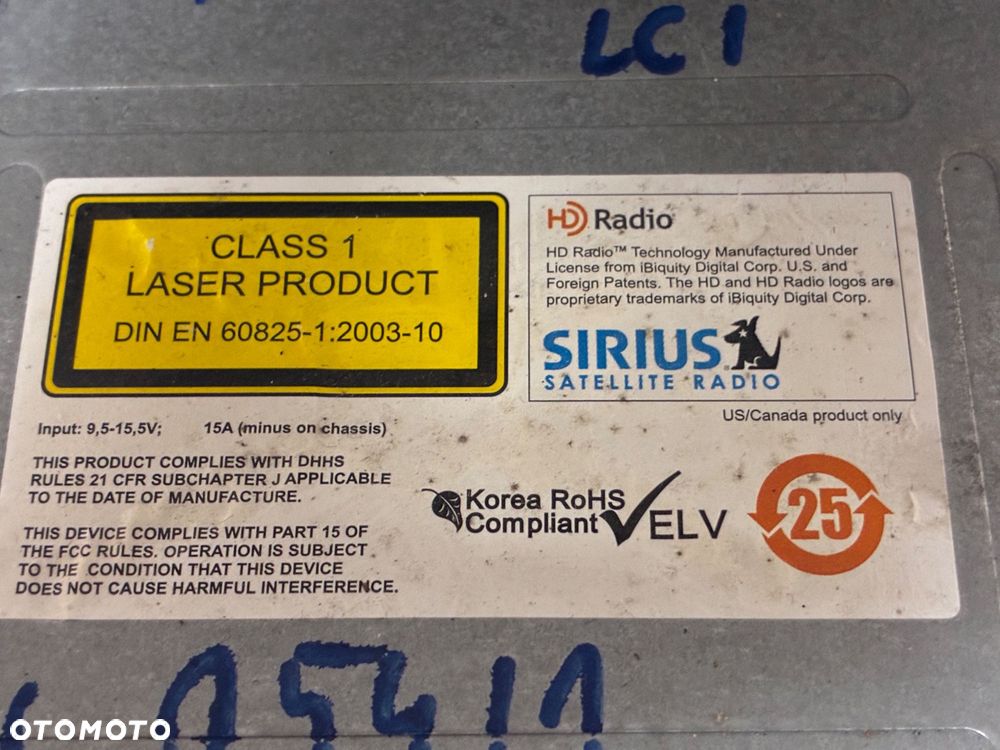 LCI
CLASS 1
LASER PRODUCT
DIN EN 60825-1:2003-10
HD Radio
HD Radio™ Technology Manufactured Under
License from iBiquity Digital Corp. U.S. and
Foreign Patents. The HD and HD Radio logos are
proprietary trademarks of iBiquity Digital Corp.
SIRIUS
SATELLITE RADIO
US/Canada product only
Input: 9,5-15,5V; 15A (minus on chassis)
THIS PRODUCT COMPLIES WITH DHHS
RULES 21 CFR SUBCHAPTER J APPLICABLE
TO THE DATE OF MANUFACTURE.
THIS DEVICE COMPLIES WITH PART 15 OF
THE FCC RULES. OPERATION IS SUBJECT
TO THE CONDITION THAT THIS DEVICE
DOES NOT CAUSE HARMFUL INTERFERENCE.
Korea RoHS
Compliant
ELV
25
OTOMOTO